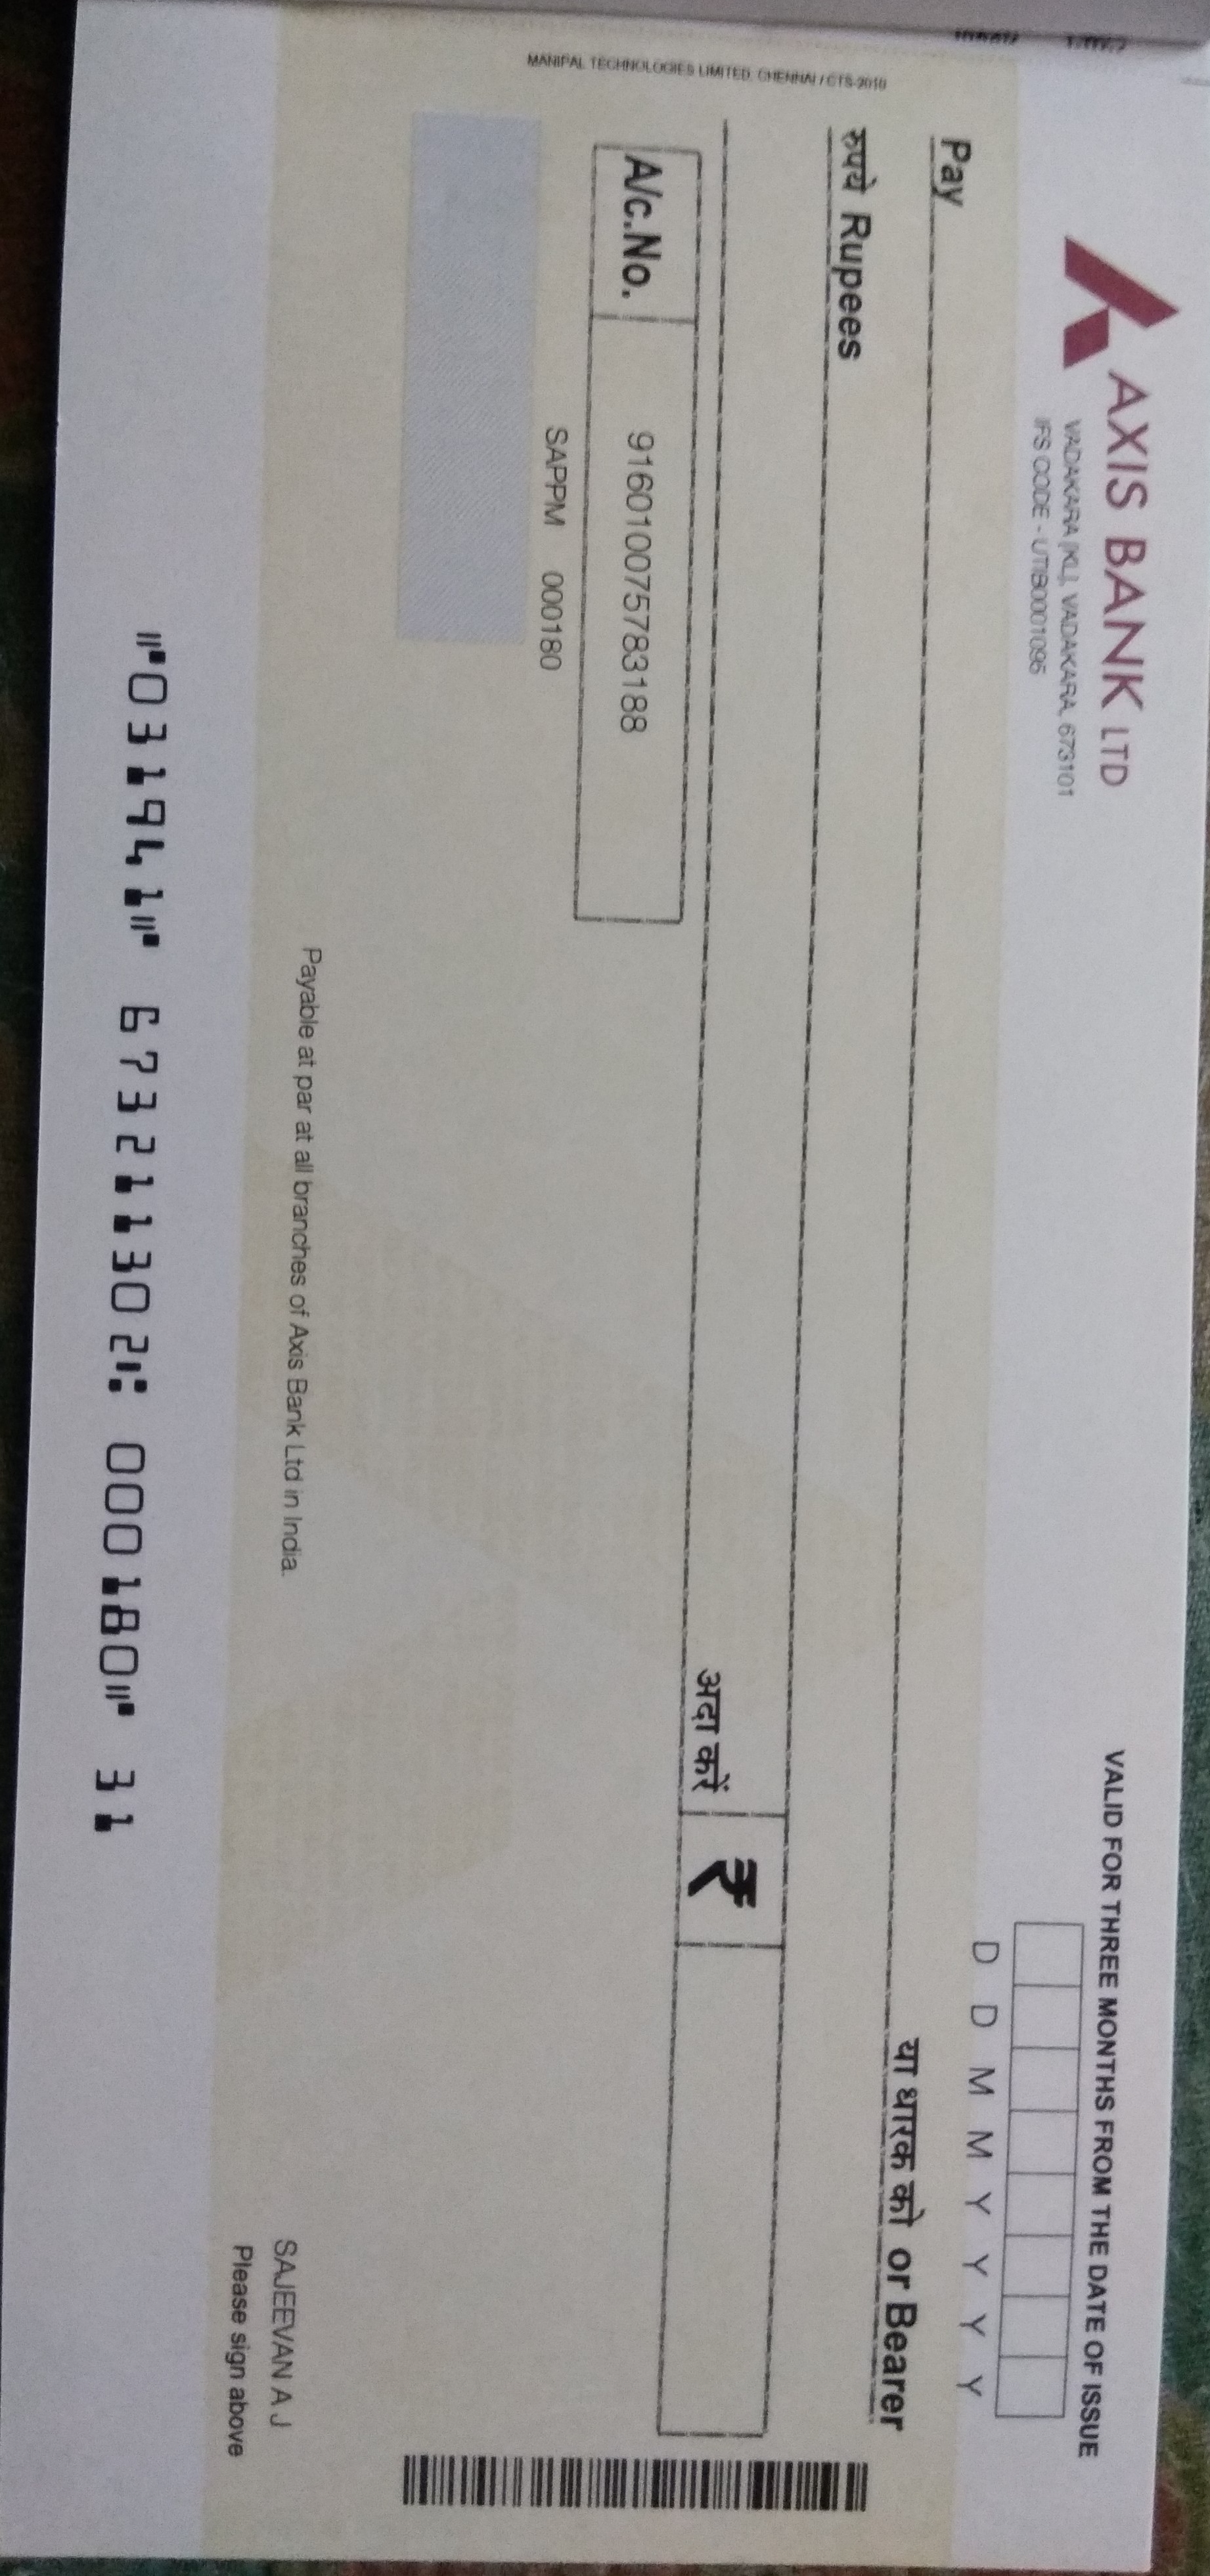 AXIS BANK LTD
VADAKARA [KL], VADAKARA, 673101
IFS CODE - UTIB0001095
VALID FOR THREE MONTHS FROM THE DATE OF ISSUE
D D M M Y Y Y Y
Pay
या धारक को or Bearer
रुपये Rupees
अदा करें ₹
A/c.No. 916010075783188
SAPPM 000180
MANIPAL TECHNOLOGIES LIMITED, CHENNAI / CTS-2010
Payable at par at all branches of Axis Bank Ltd in India.
SAJEEVAN A J
Please sign above
⑈031941⑈ 673211302⑆ 000180⑈ 31